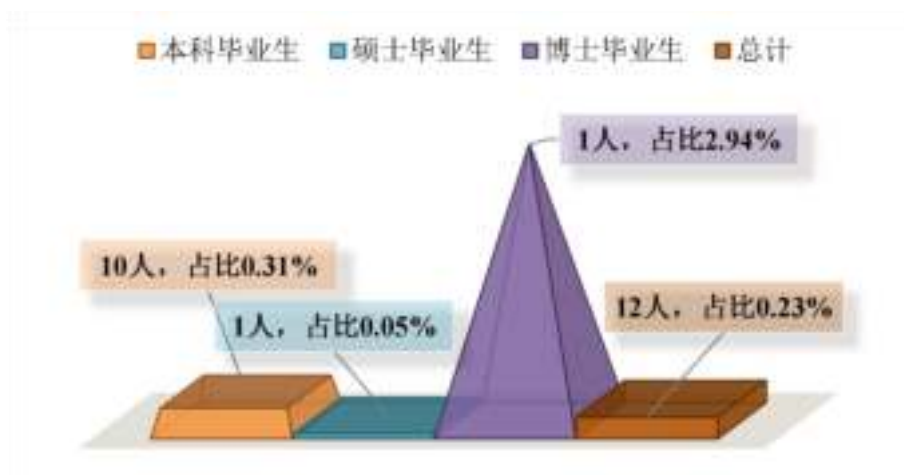 本科毕业生 硕士毕业生 博士毕业生 总计
1人，占比2.94%
10人，占比0.31%
1人，占比0.05%
12人，占比0.23%